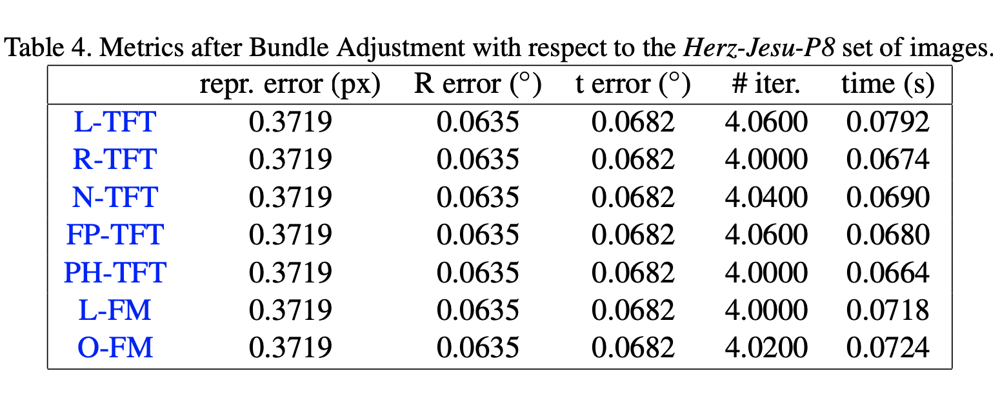 Table 4. Metrics after Bundle Adjustment with respect to the Herz-Jesu-P8 set of images.
repr. error (px) R error (°) t error (°) # iter. time (s)
L-TFT 0.3719 0.0635 0.0682 4.0600 0.0792
R-TFT 0.3719 0.0635 0.0682 4.0000 0.0674
N-TFT 0.3719 0.0635 0.0682 4.0400 0.0690
FP-TFT 0.3719 0.0635 0.0682 4.0600 0.0680
PH-TFT 0.3719 0.0635 0.0682 4.0000 0.0664
L-FM 0.3719 0.0635 0.0682 4.0000 0.0718
O-FM 0.3719 0.0635 0.0682 4.0200 0.0724